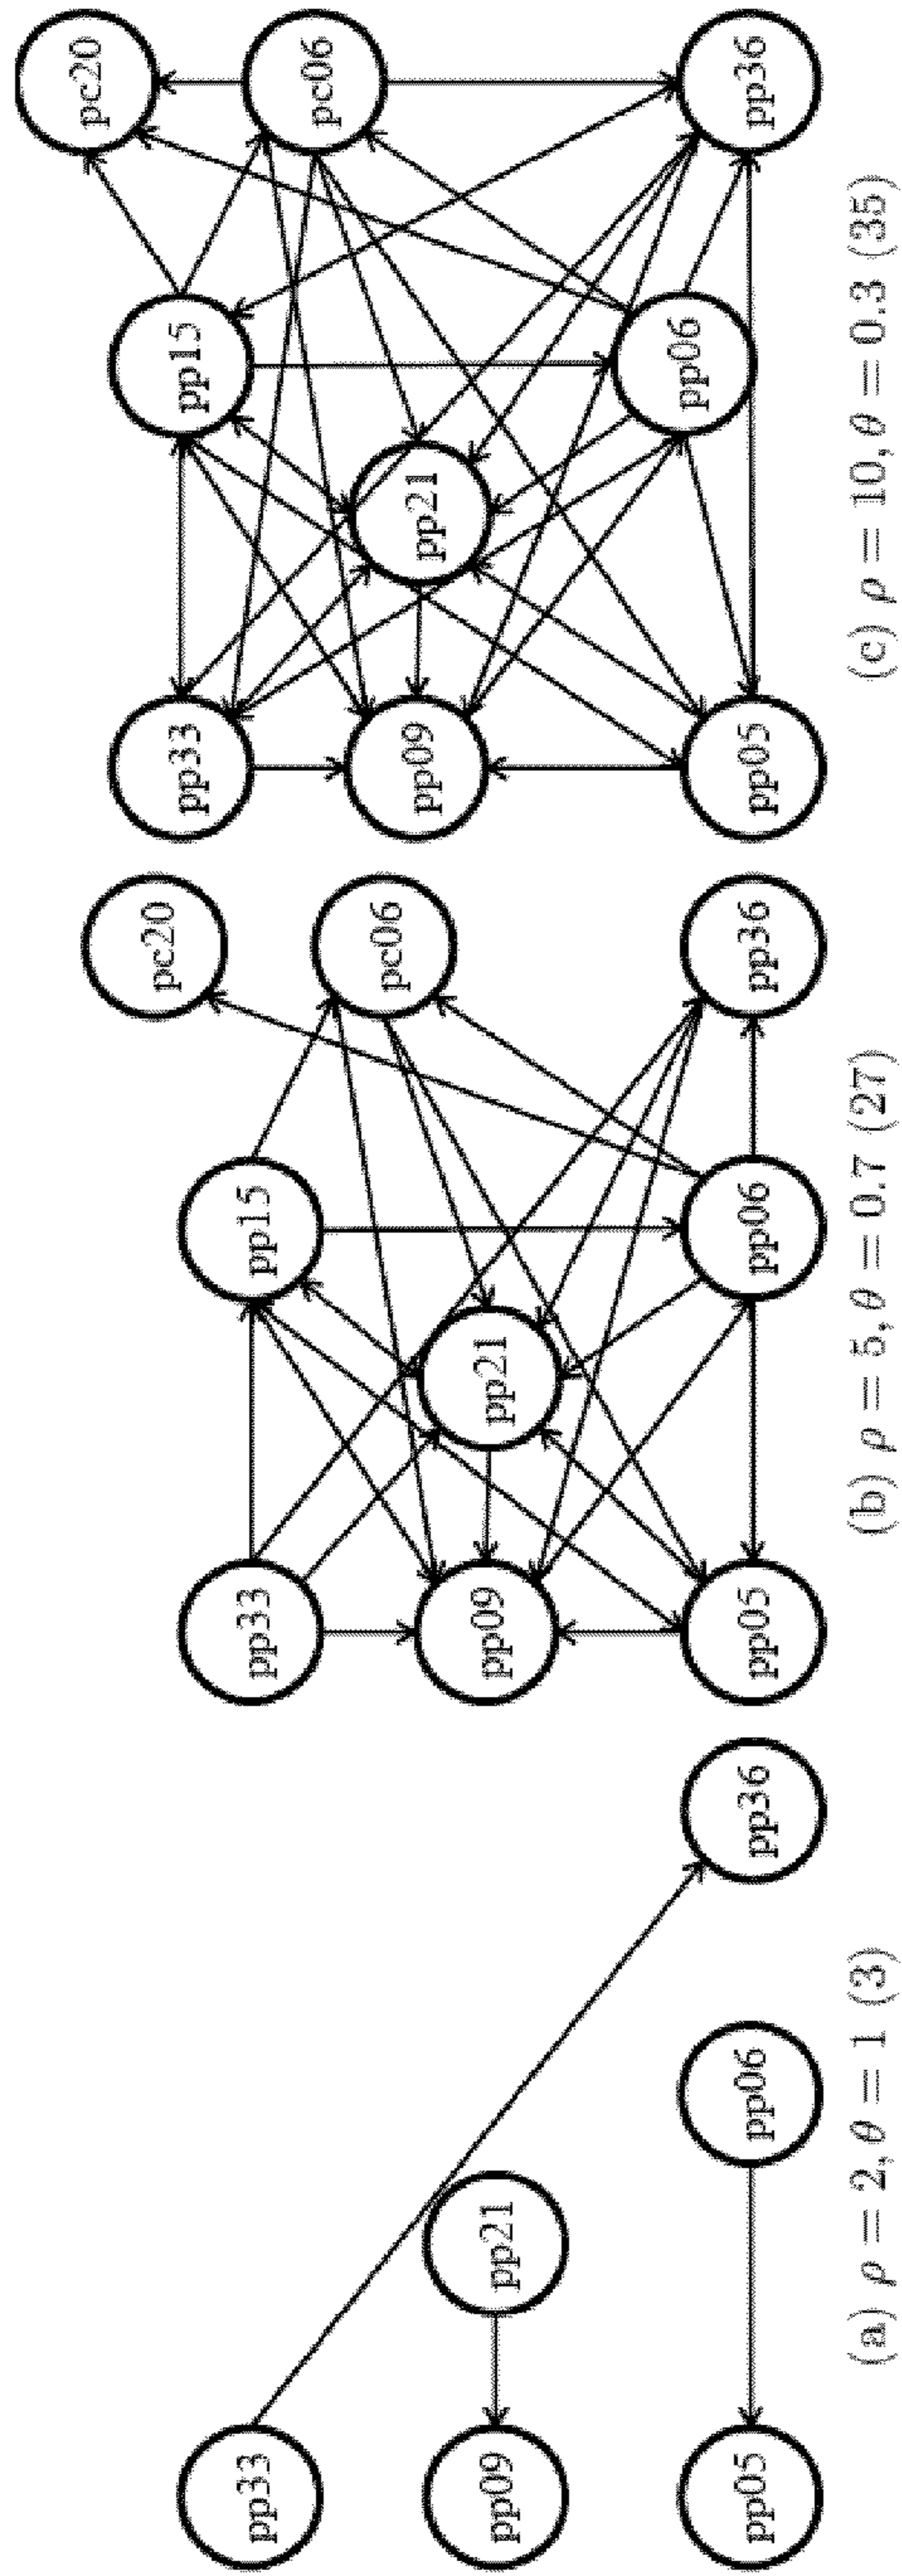 pp33
pp09
pp05
pp21
pp06
pp36
(a) ρ = 2, θ = 1 (3)
pp33
pp09
pp05
pp21
pp15
pp06
pc20
pc06
pp36
(b) ρ = 5, θ = 0.7 (27)
pp33
pp09
pp05
pp21
pp15
pp06
pc20
pc06
pp36
(c) ρ = 10, θ = 0.3 (35)